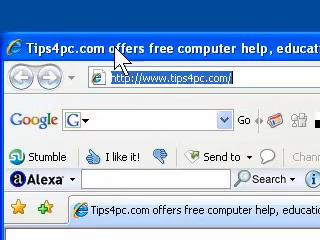 Tips4pc.com offers free computer help, educati
http://www.tips4pc.com/
Google G Go
Stumble I like it! Send to Chann
a Alexa Search
Tips4pc.com offers free computer help, educatio